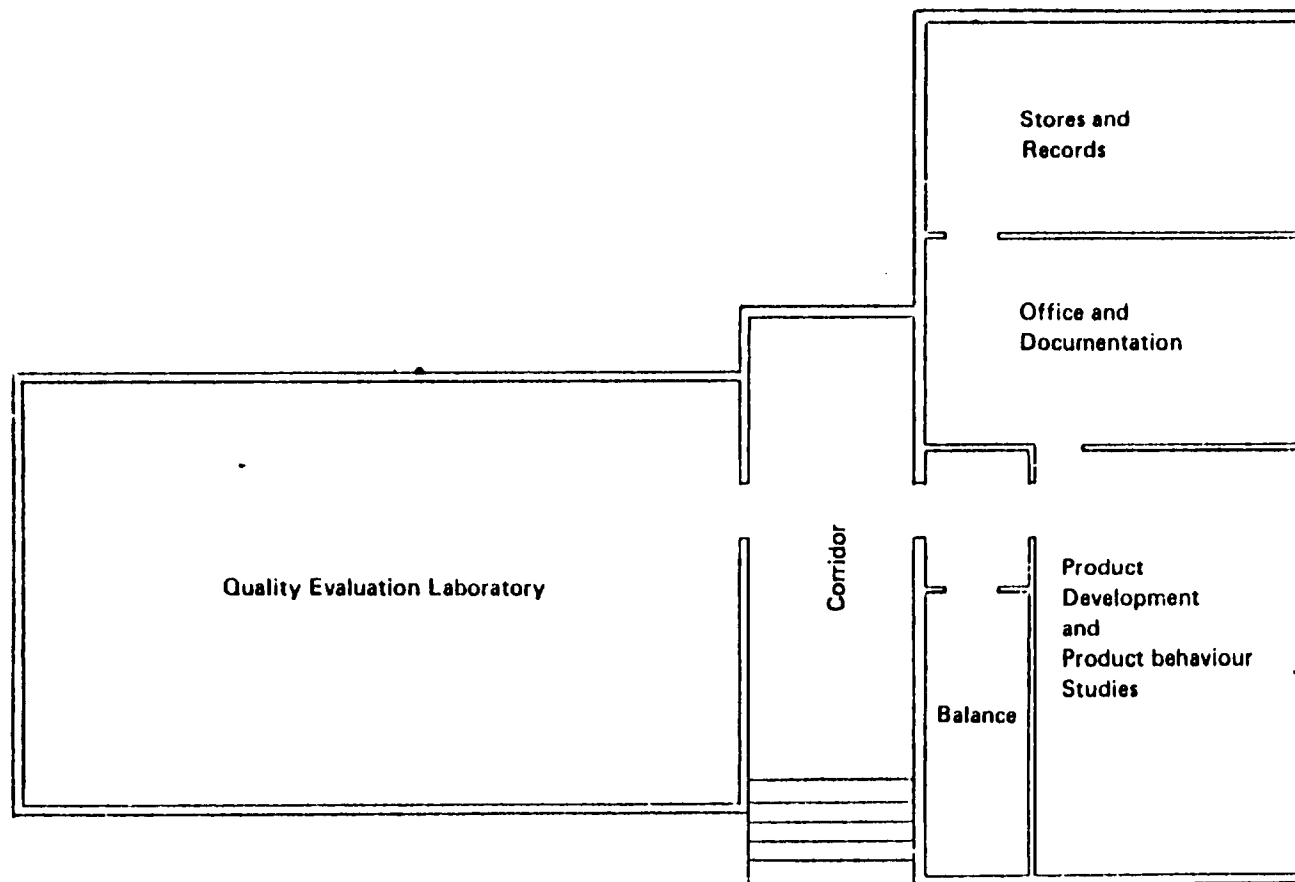 Stores and
Records
Office and
Documentation
Quality Evaluation Laboratory
Corridor
Product
Development
and
Product behaviour
Studies
Balance